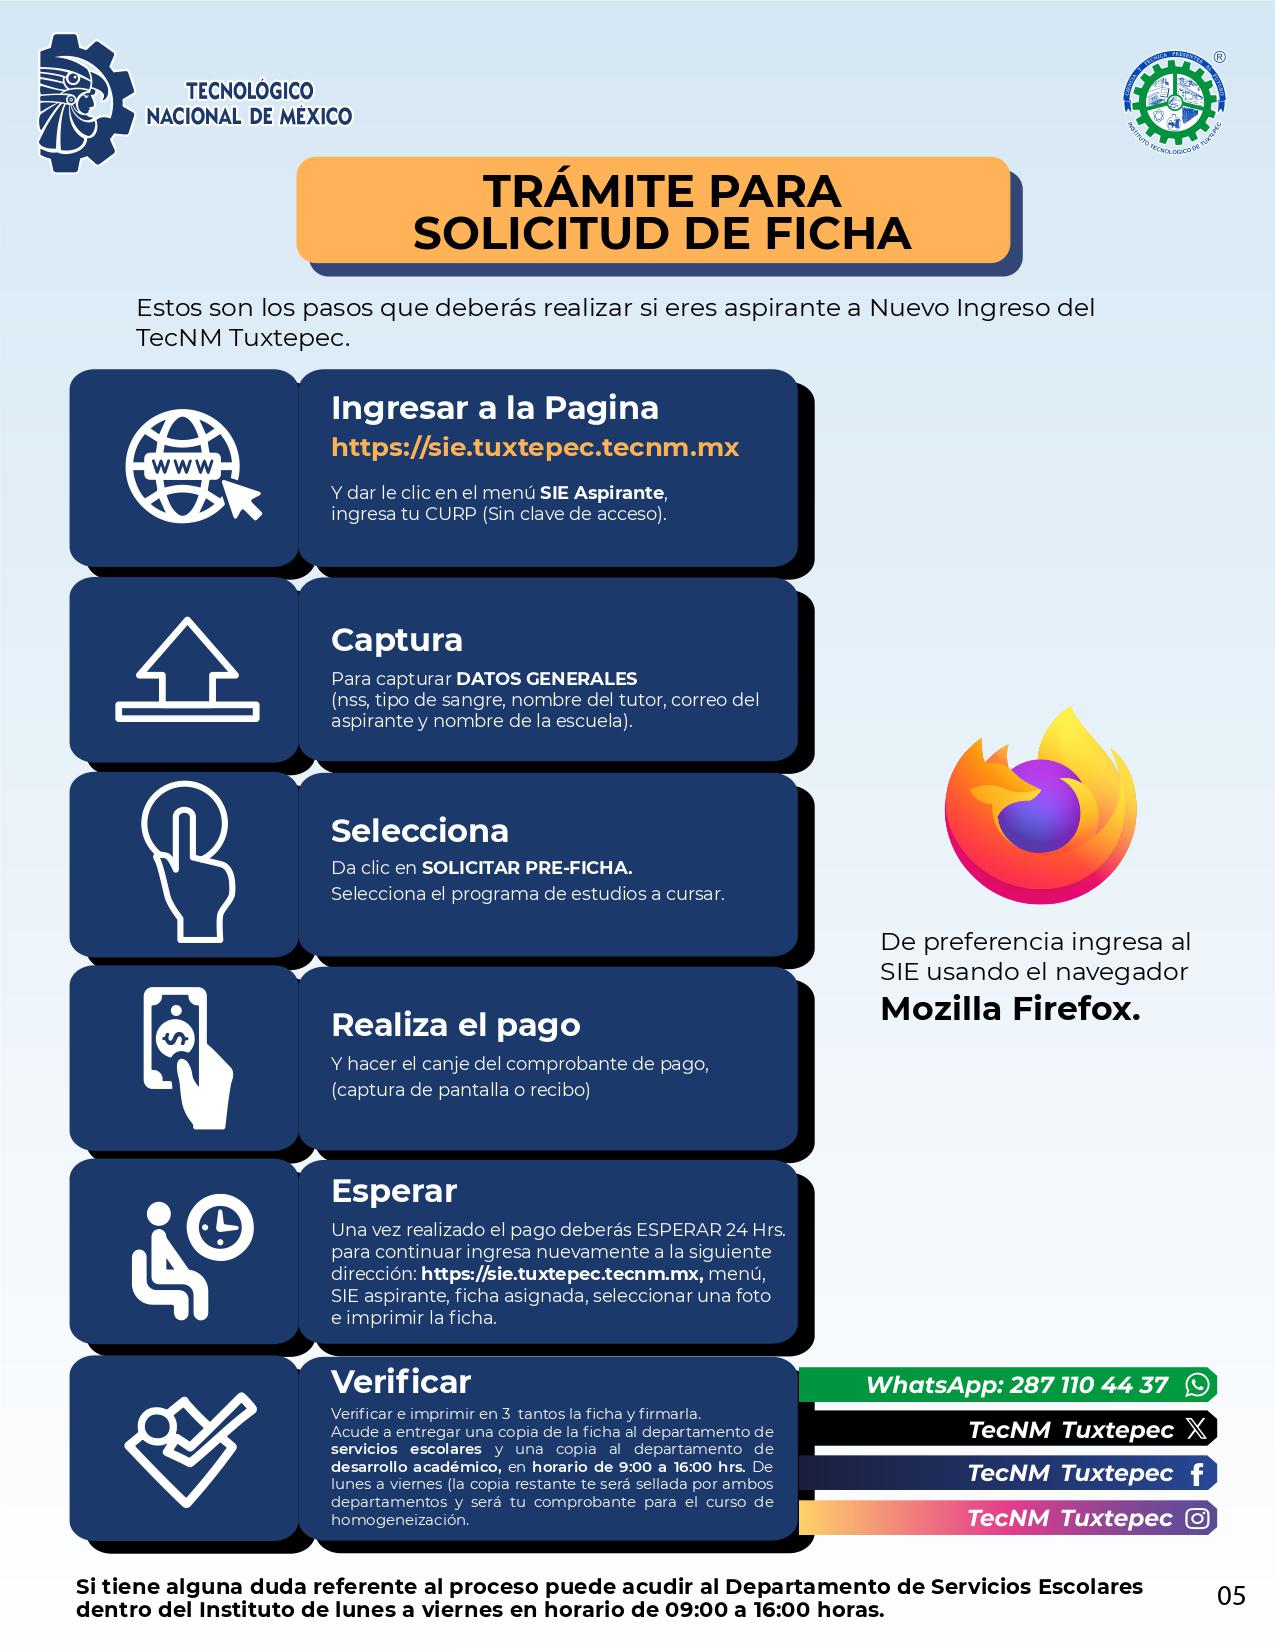 TECNOLÓGICO
NACIONAL DE MÉXICO
CIENCIA Y TECNICA PRESENTES AL FUTURO
®
INSTITUTO TECNOLOGICO DE TUXTEPEC
TRÁMITE PARA
SOLICITUD DE FICHA
Estos son los pasos que deberás realizar si eres aspirante a Nuevo Ingreso del
TecNM Tuxtepec.
WWW
Ingresar a la Pagina
https://sie.tuxtepec.tecnm.mx
Y dar le clic en el menú SIE Aspirante,
ingresa tu CURP (Sin clave de acceso).
Captura
Para capturar DATOS GENERALES
(nss, tipo de sangre, nombre del tutor, correo del
aspirante y nombre de la escuela).
Selecciona
Da clic en SOLICITAR PRE-FICHA.
Selecciona el programa de estudios a cursar.
De preferencia ingresa al
SIE usando el navegador
Mozilla Firefox.
$
Realiza el pago
Y hacer el canje del comprobante de pago,
(captura de pantalla o recibo)
Esperar
Una vez realizado el pago deberás ESPERAR 24 Hrs.
para continuar ingresa nuevamente a la siguiente
dirección: https://sie.tuxtepec.tecnm.mx, menú,
SIE aspirante, ficha asignada, seleccionar una foto
e imprimir la ficha.
Verificar
Verificar e imprimir en 3 tantos la ficha y firmarla.
Acude a entregar una copia de la ficha al departamento de
servicios escolares y una copia al departamento de
desarrollo académico, en horario de 9:00 a 16:00 hrs. De
lunes a viernes (la copia restante te será sellada por ambos
departamentos y será tu comprobante para el curso de
homogeneización.
WhatsApp: 287 110 44 37
TecNM Tuxtepec
TecNM Tuxtepec
TecNM Tuxtepec
Si tiene alguna duda referente al proceso puede acudir al Departamento de Servicios Escolares
dentro del Instituto de lunes a viernes en horario de 09:00 a 16:00 horas.
05